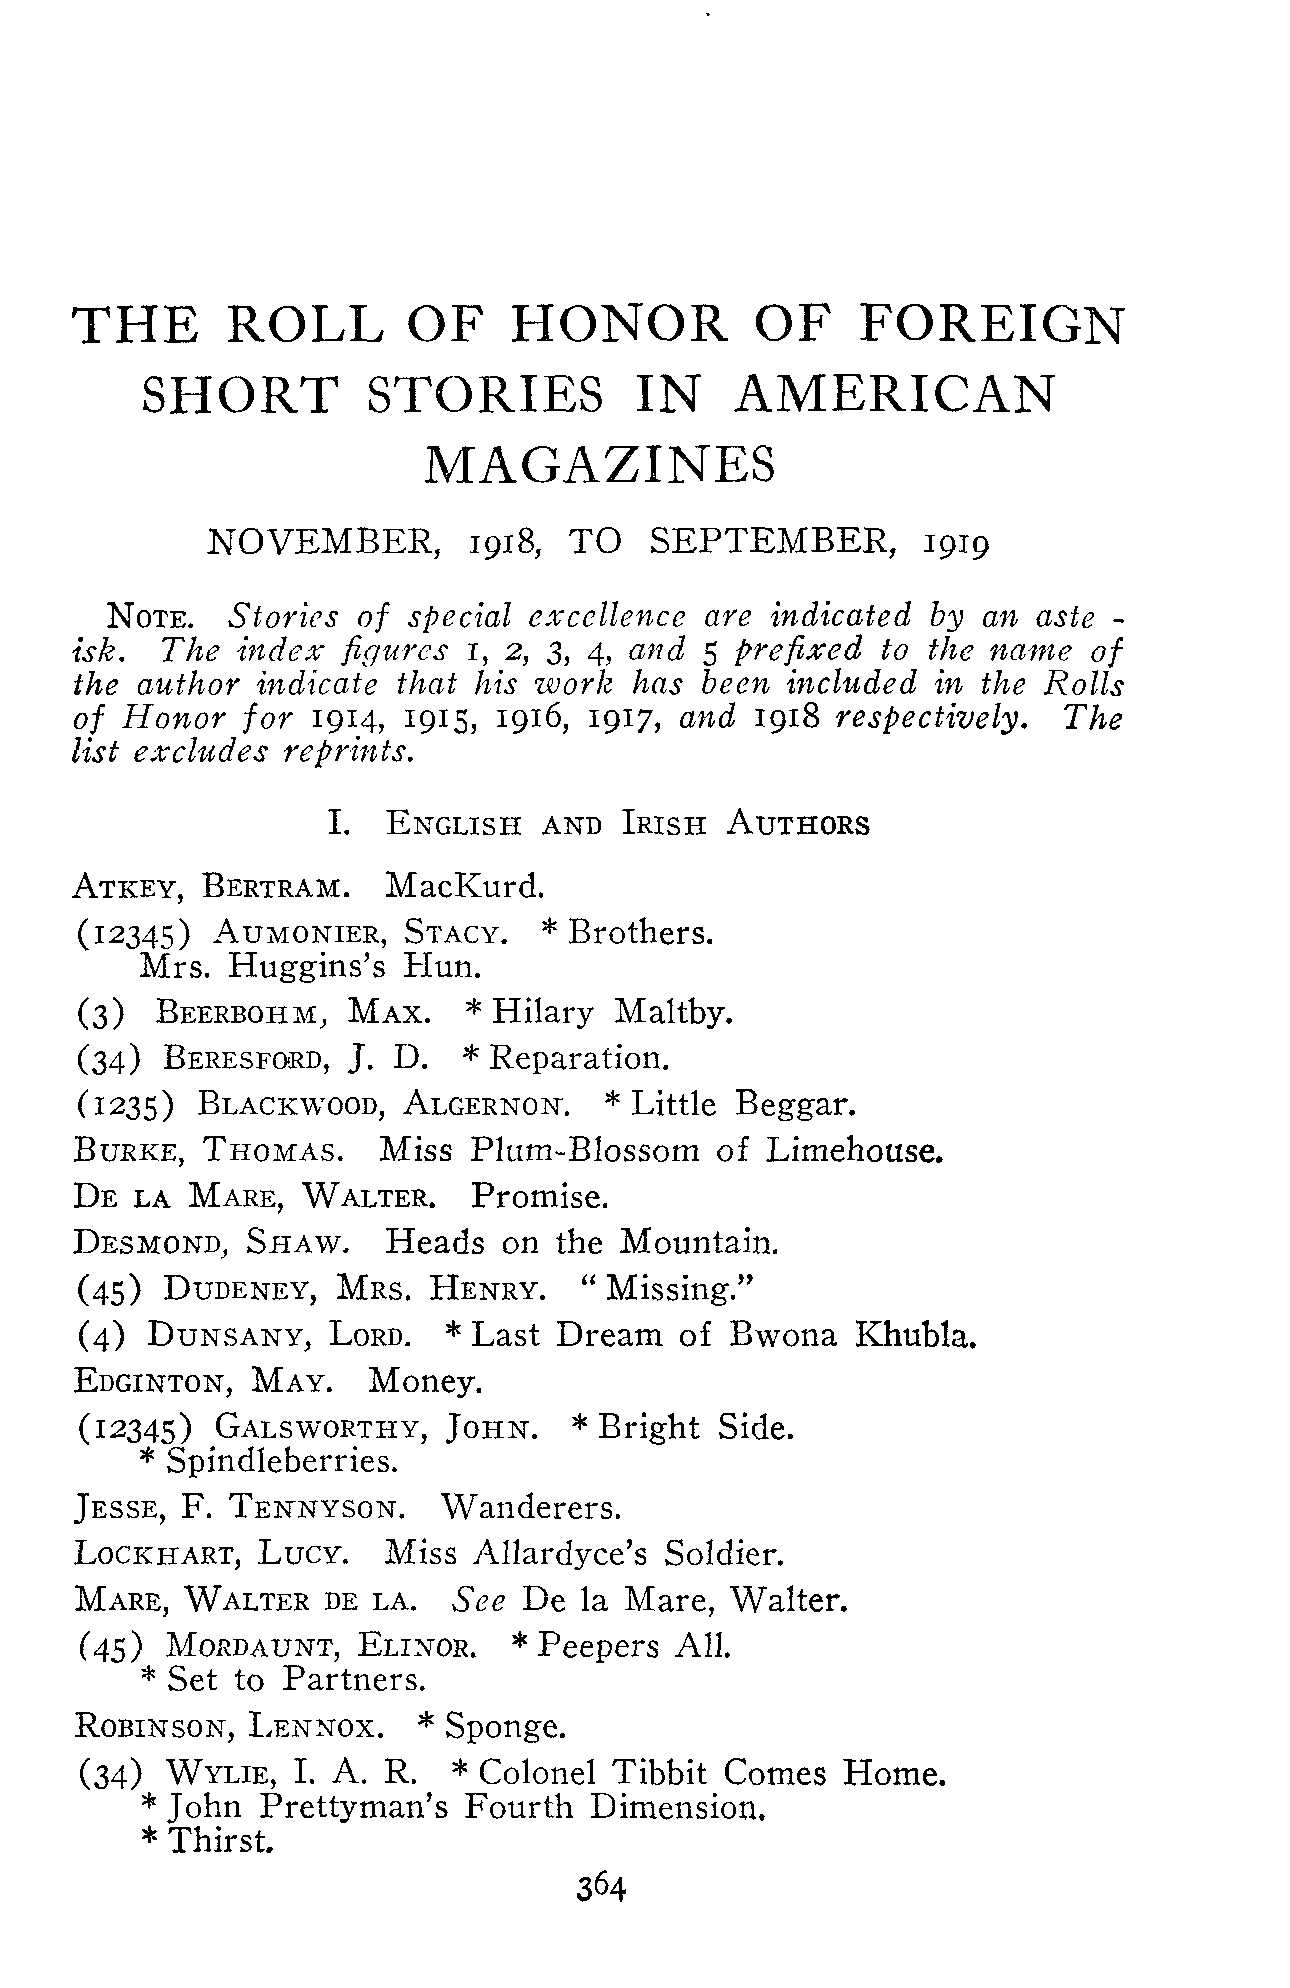 THE ROLL OF HONOR OF FOREIGN
SHORT STORIES IN AMERICAN
MAGAZINES
NOVEMBER, 1918, TO SEPTEMBER, 1919
NOTE. Stories of special excellence are indicated by an aste -
isk. The index figures 1, 2, 3, 4, and 5 prefixed to the name of
the author indicate that his work has been included in the Rolls
of Honor for 1914, 1915, 1916, 1917, and 1918 respectively. The
list excludes reprints.
I. ENGLISH AND IRISH AUTHORS
ATKEY, BERTRAM. MacKurd.
(12345) AUMONIER, STACY. * Brothers.
Mrs. Huggins's Hun.
(3) BEERBOHM, MAX. * Hilary Maltby.
(34) BERESFORD, J. D. * Reparation.
(1235) BLACKWOOD, ALGERNON. * Little Beggar.
BURKE, THOMAS. Miss Plum-Blossom of Limehouse.
DE LA MARE, WALTER. Promise.
DESMOND, SHAW. Heads on the Mountain.
(45) DUDENEY, MRS. HENRY. "Missing."
(4) DUNSANY, LORD. * Last Dream of Bwona Khubla.
EDGINTON, MAY. Money.
(12345) GALSWORTHY, JOHN. * Bright Side.
* Spindleberries.
JESSE, F. TENNYSON. Wanderers.
LOCKHART, LUCY. Miss Allardyce's Soldier.
MARE, WALTER DE LA. See De la Mare, Walter.
(45) MORDAUNT, ELINOR. * Peepers All.
* Set to Partners.
ROBINSON, LENNOX. * Sponge.
(34) WYLIE, I. A. R. * Colonel Tibbit Comes Home.
* John Prettyman's Fourth Dimension.
* Thirst.
364